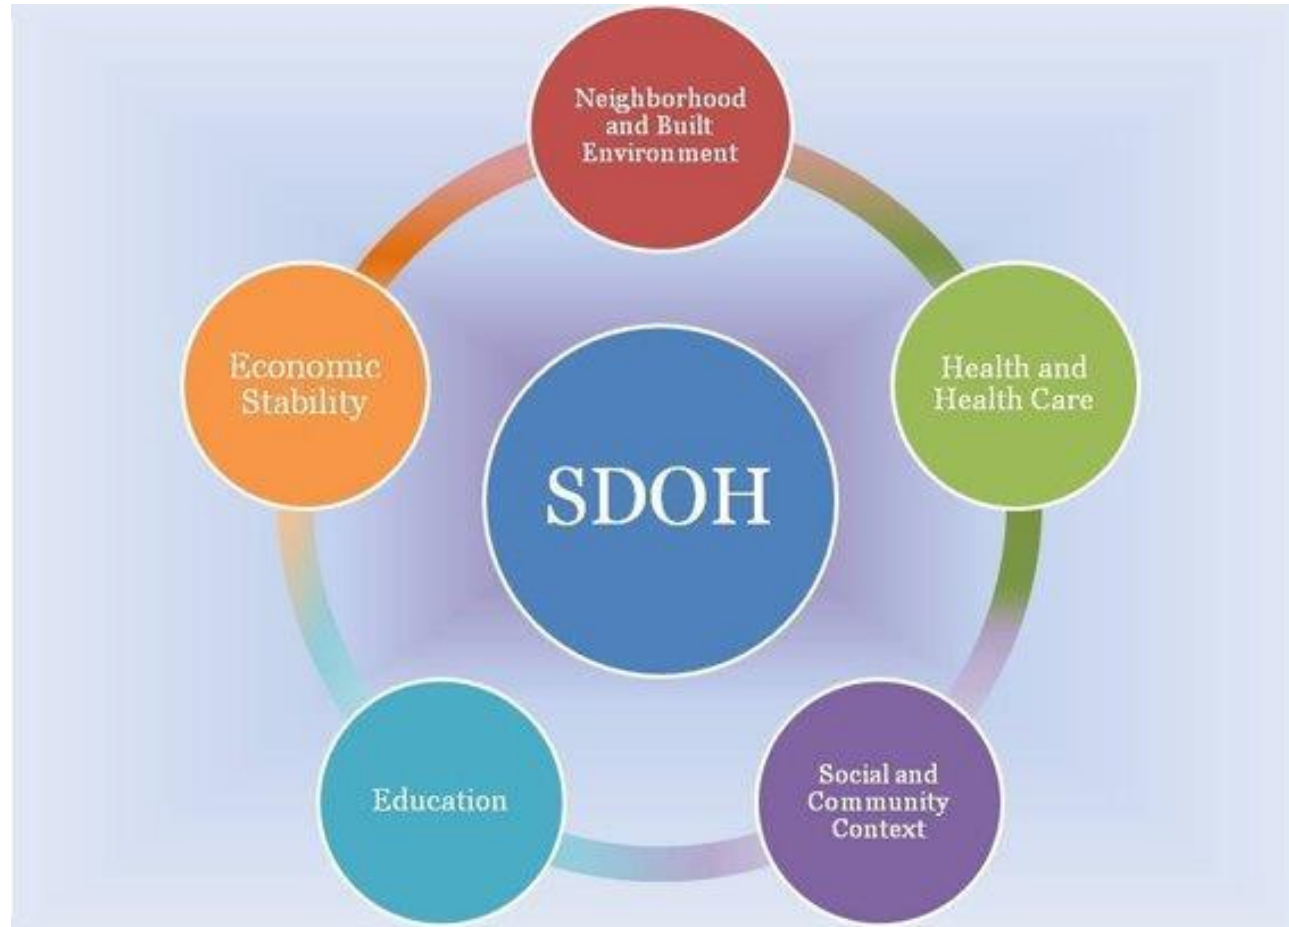 Neighborhood
and Built
Environment
Economic
Stability
Health and
Health Care
SDOH
Education
Social and
Community
Context